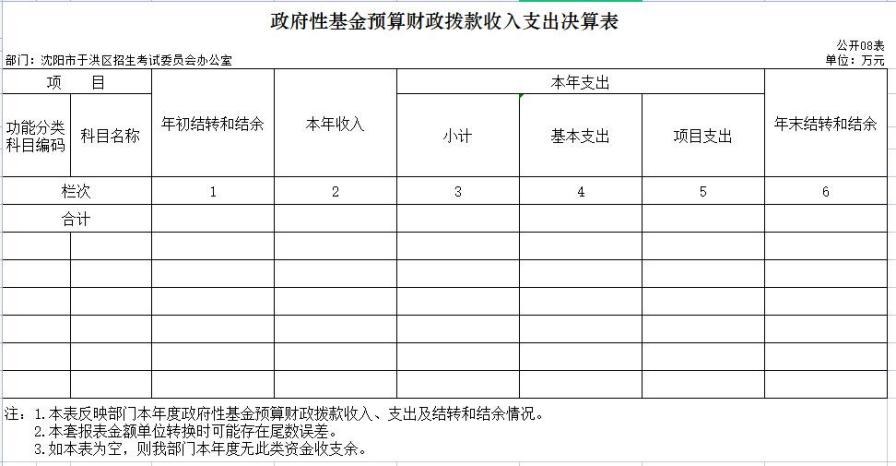 政府性基金预算财政拨款收入支出决算表
公开08表
部门：沈阳市于洪区招生考试委员会办公室 单位：万元
项 目 年初结转和结余 本年收入 本年支出 年末结转和结余
功能分类科目编码 科目名称 小计 基本支出 项目支出
栏次 1 2 3 4 5 6
合计
注：1.本表反映部门本年度政府性基金预算财政拨款收入、支出及结转和结余情况。
2.本套报表金额单位转换时可能存在尾数误差。
3.如本表为空，则我部门本年度无此类资金收支余。